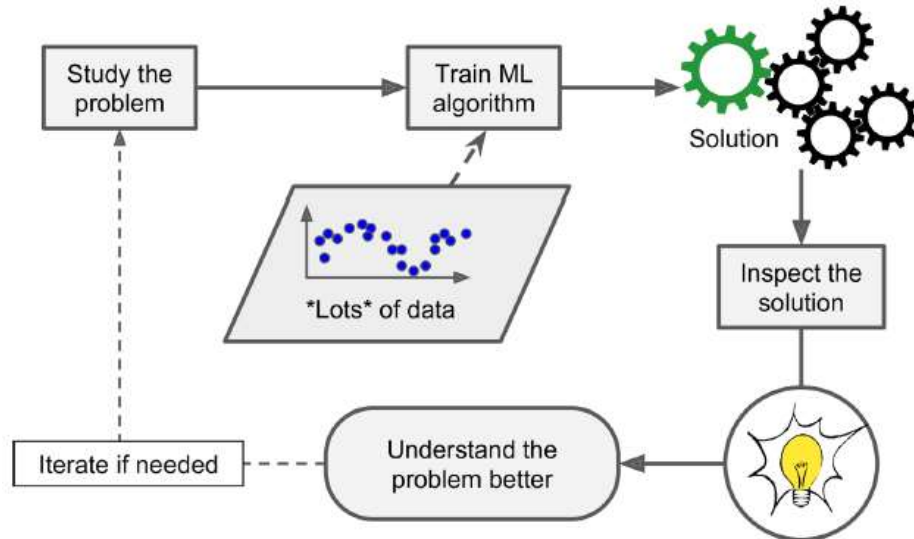 Study the
problem
Train ML
algorithm
Solution
*Lots* of data
Inspect the
solution
Understand the
problem better
Iterate if needed